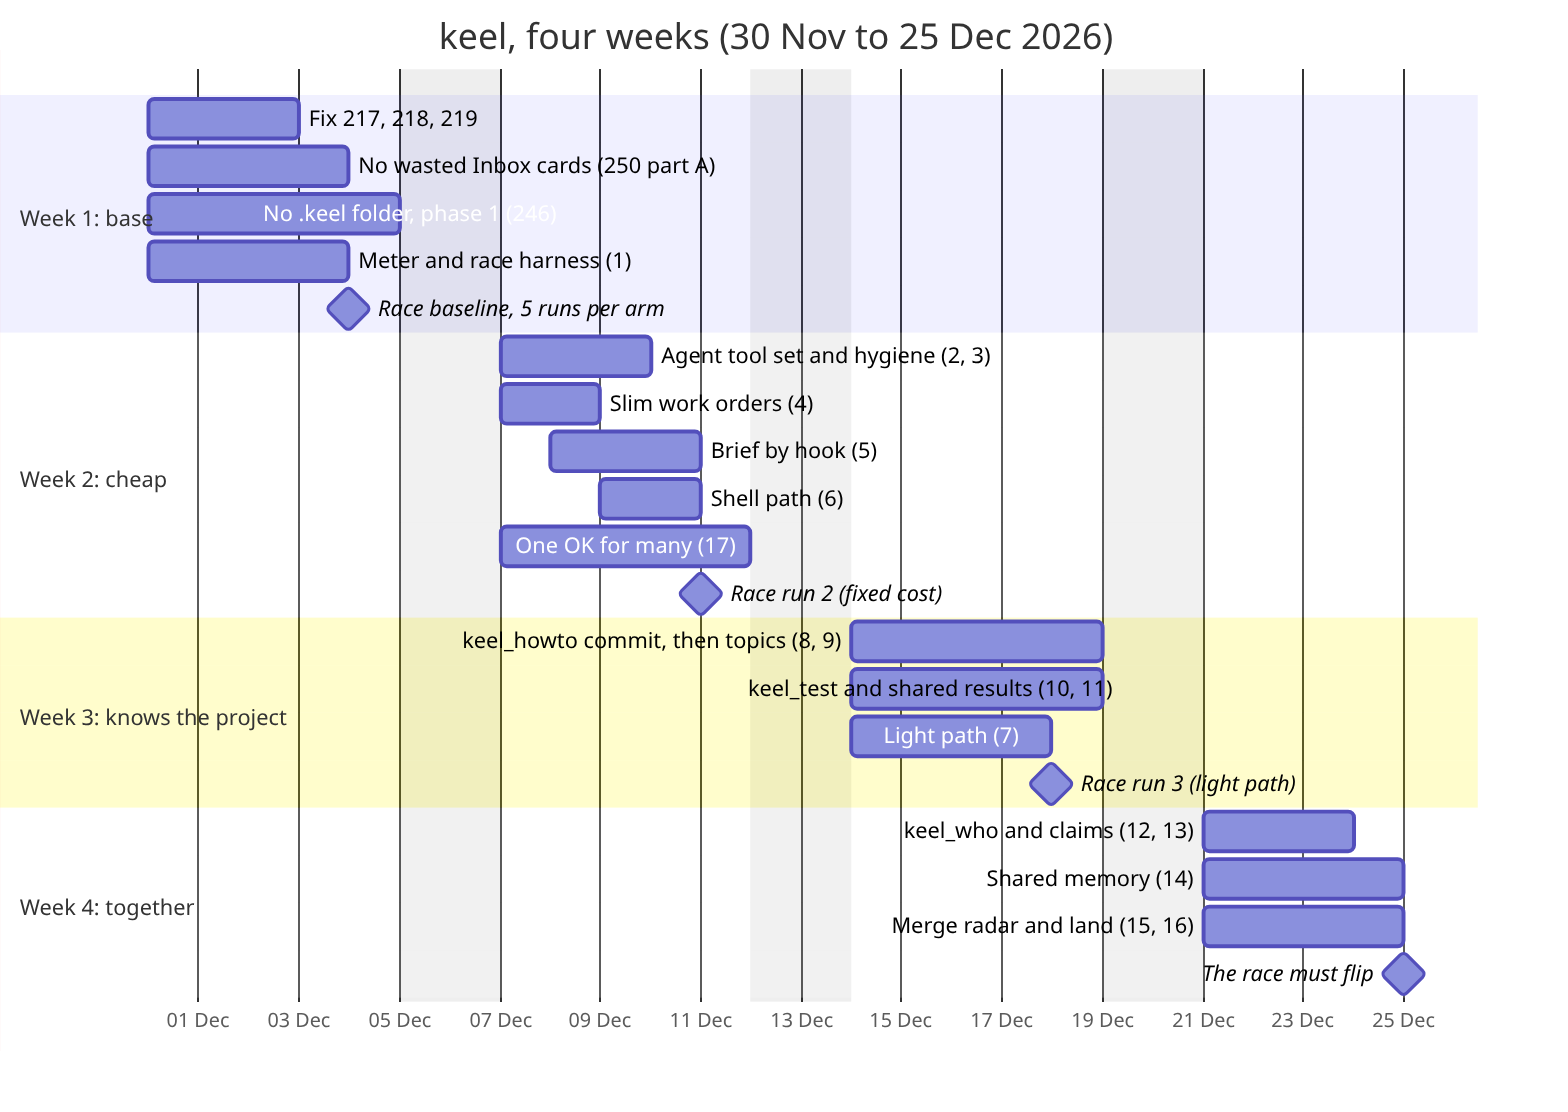 keel, four weeks (30 Nov to 25 Dec 2026)
Week 1: base
Fix 217, 218, 219
No wasted Inbox cards (250 part A)
No .keel folder, phase 1 (246)
Meter and race harness (1)
Race baseline, 5 runs per arm
Week 2: cheap
Agent tool set and hygiene (2, 3)
Slim work orders (4)
Brief by hook (5)
Shell path (6)
One OK for many (17)
Race run 2 (fixed cost)
Week 3: knows the project
keel_howto commit, then topics (8, 9)
keel_test and shared results (10, 11)
Light path (7)
Race run 3 (light path)
Week 4: together
keel_who and claims (12, 13)
Shared memory (14)
Merge radar and land (15, 16)
The race must flip
01 Dec 03 Dec 05 Dec 07 Dec 09 Dec 11 Dec 13 Dec 15 Dec 17 Dec 19 Dec 21 Dec 23 Dec 25 Dec